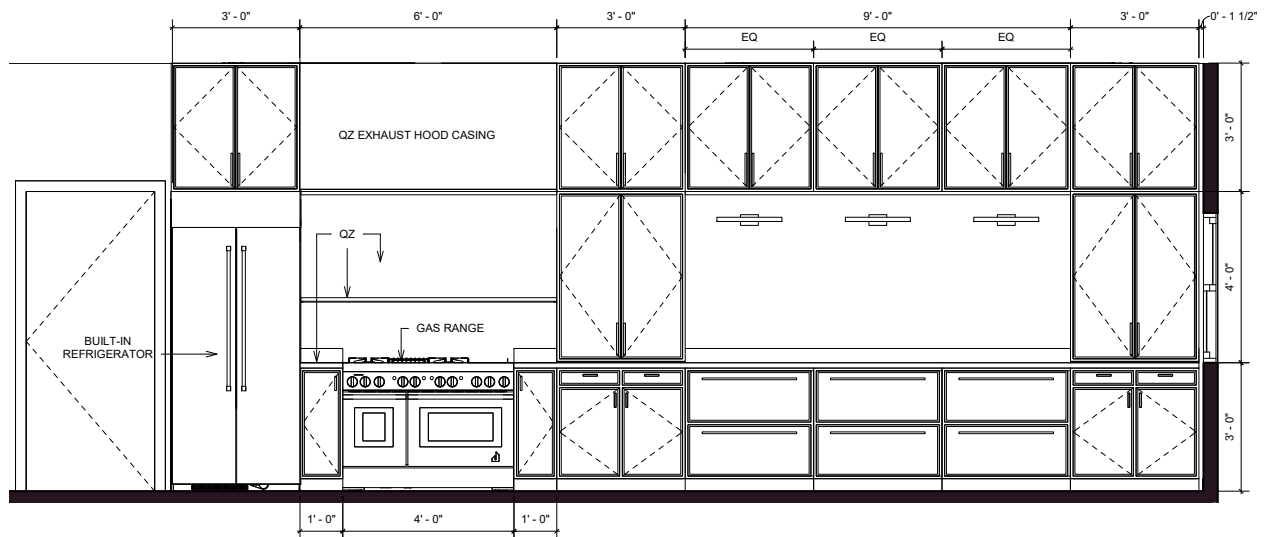 3' - 0"
6' - 0"
3' - 0"
9' - 0"
3' - 0"
0' - 1 1/2"
EQ
EQ
EQ
QZ EXHAUST HOOD CASING
3' - 0"
QZ
4' - 0"
GAS RANGE
BUILT-IN
REFRIGERATOR
3' - 0"
1' - 0"
4' - 0"
1' - 0"